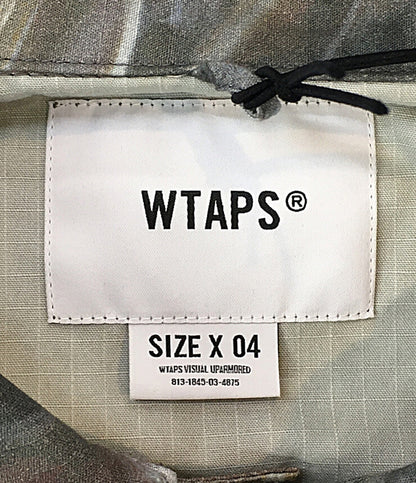 WTAPS®
SIZE X 04
WTAPS VISUAL UPARMORED
813-1845-03-4875